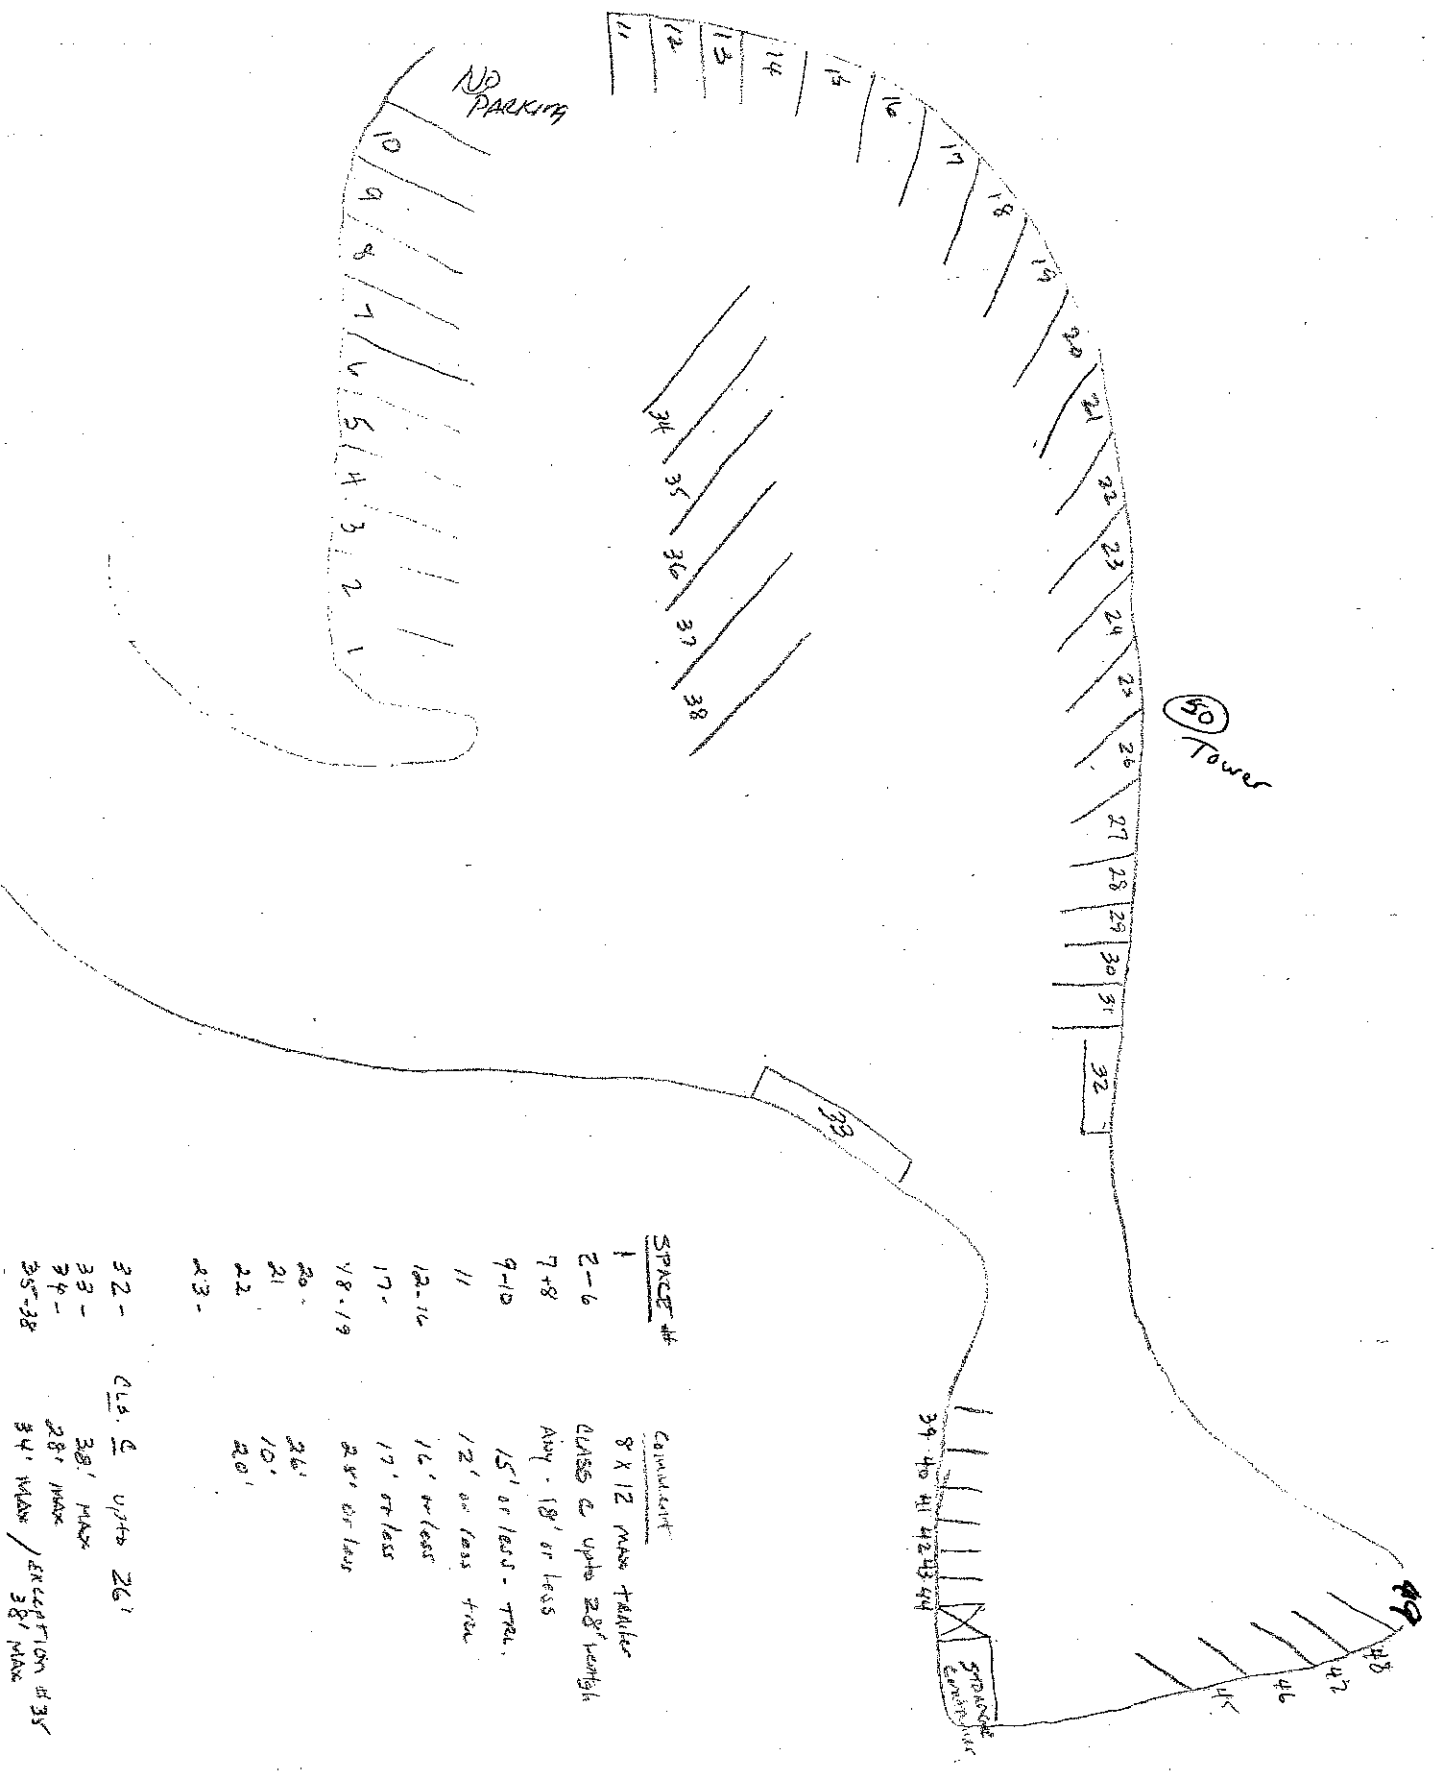 NO
PARKING
11
12
13
14
15
16
17
18
19
20
21
22
23
24
25
26
27
28
29
30
31
32
50
Tower
10
9
8
7
6
5
4
3
2
1
34
35
36
37
38
33
39 40 41 42 43 44
STORAGE
container
45
46
47
48
49
SPACE # Comment
1 8 X 12 MAX TRAILER
2-6 CLASS C upto 28' length
7+8 ANY - 18' or less
9-10 15' or less - TRL.
11 12' or less TRL
12-16 16' or less
17- 17' or less
18-19 28' or less
20- 26'
21 10'
22 20'
23-
32- CLS. C upto 26'
33- 38' MAX
34- 28' MAX
35-38 34' MAX / EXCEPTION #35
38' MAX